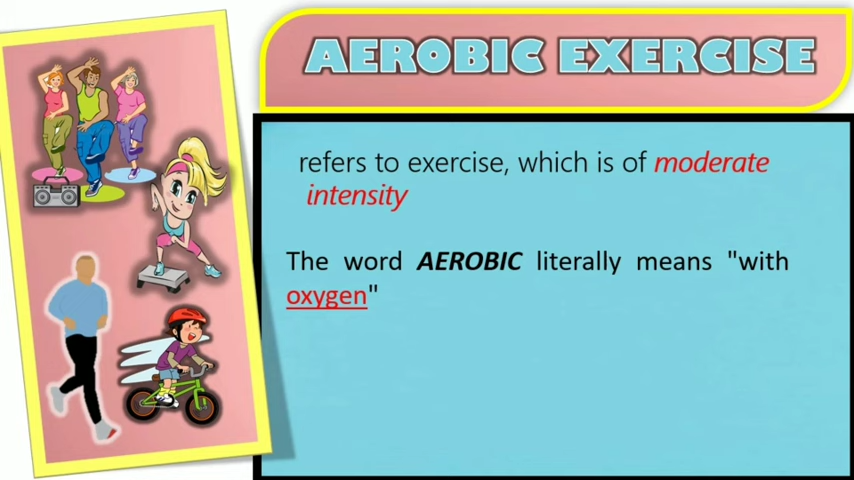 AEROBIC EXERCISE
refers to exercise, which is of moderate
intensity
The word AEROBIC literally means "with
oxygen"